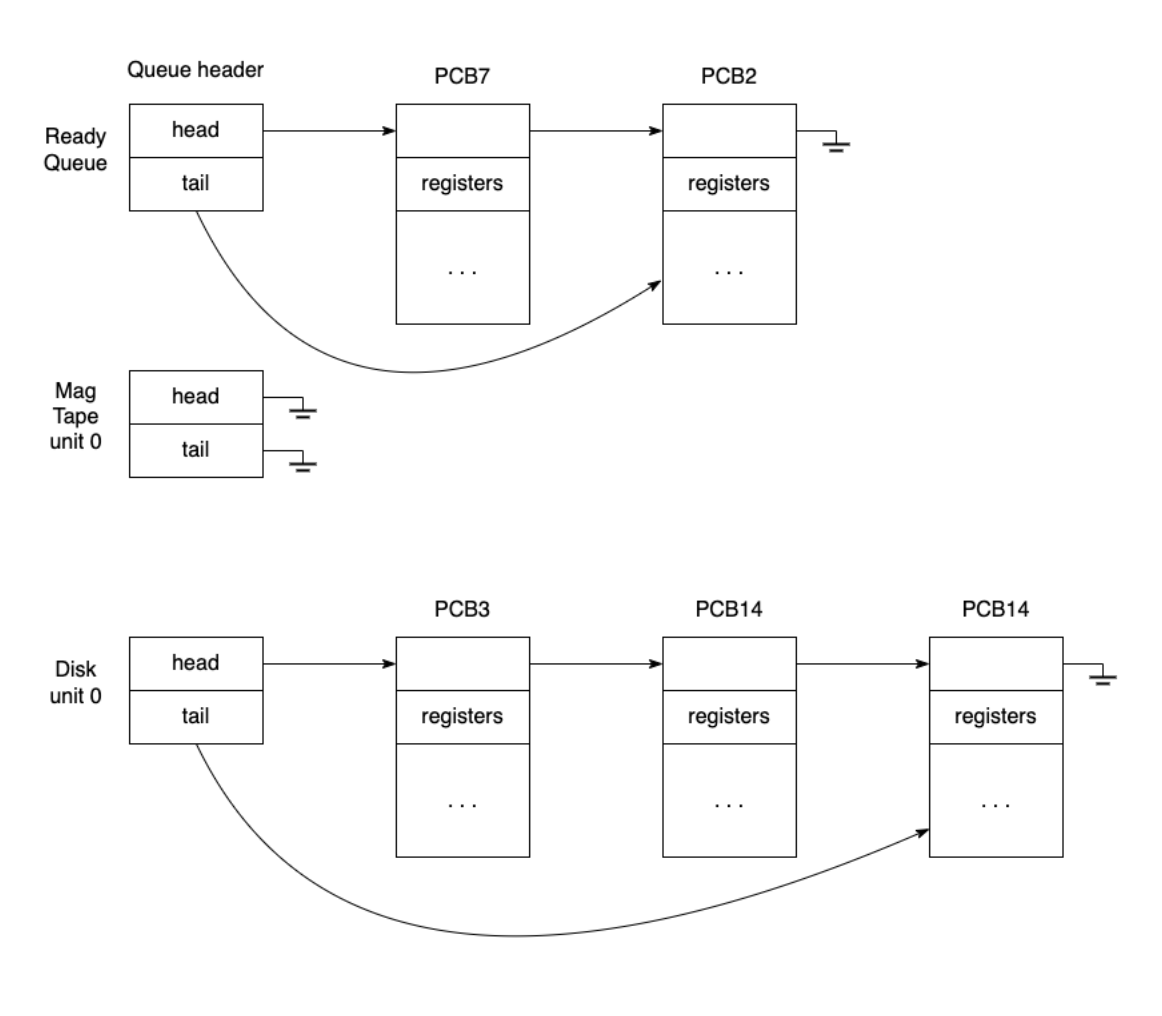 Queue header
PCB7
PCB2
Ready
Queue
head
tail
registers
registers
...
...
Mag
Tape
unit 0
head
tail
PCB3
PCB14
PCB14
Disk
unit 0
head
tail
registers
registers
registers
...
...
...